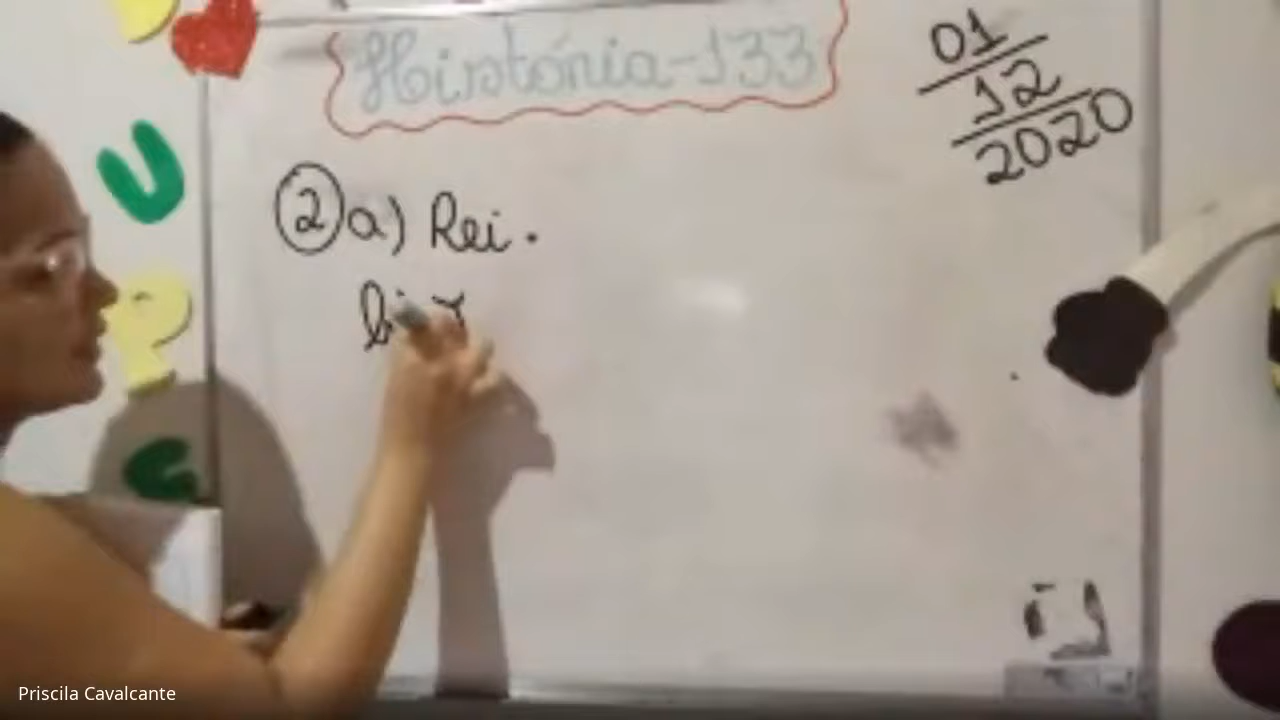 História-133
01
12
2020
② a) Rei.
Priscila Cavalcante